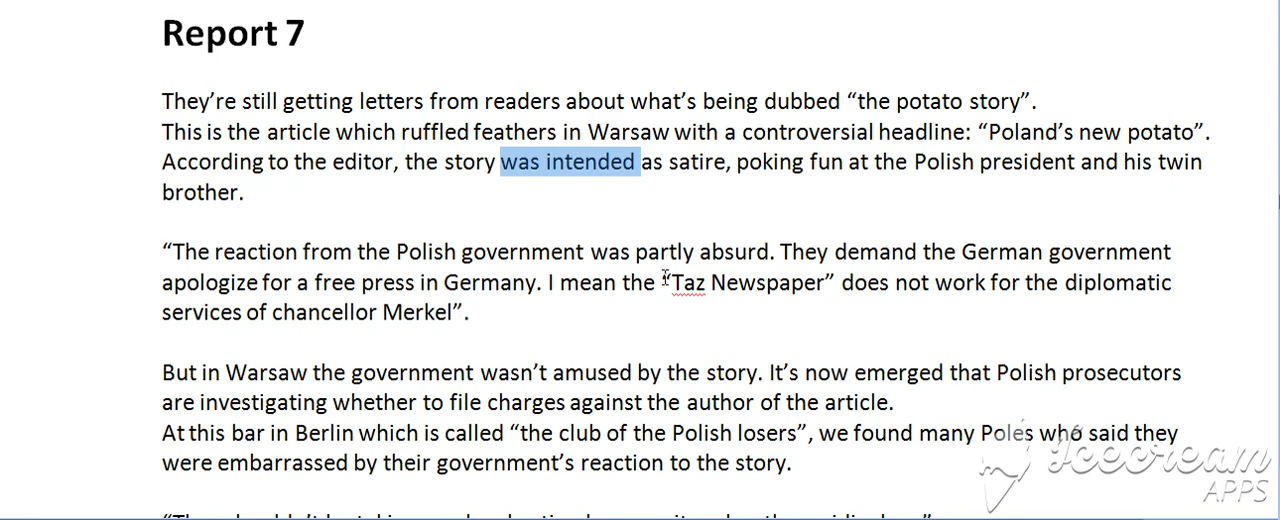 Report 7
They're still getting letters from readers about what's being dubbed “the potato story”.
This is the article which ruffled feathers in Warsaw with a controversial headline: “Poland's new potato”.
According to the editor, the story was intended as satire, poking fun at the Polish president and his twin
brother.
“The reaction from the Polish government was partly absurd. They demand the German government
apologize for a free press in Germany. I mean the “Taz Newspaper” does not work for the diplomatic
services of chancellor Merkel”.
But in Warsaw the government wasn't amused by the story. It's now emerged that Polish prosecutors
are investigating whether to file charges against the author of the article.
At this bar in Berlin which is called “the club of the Polish losers”, we found many Poles who said they
were embarrassed by their government's reaction to the story.
Icecream
APPS